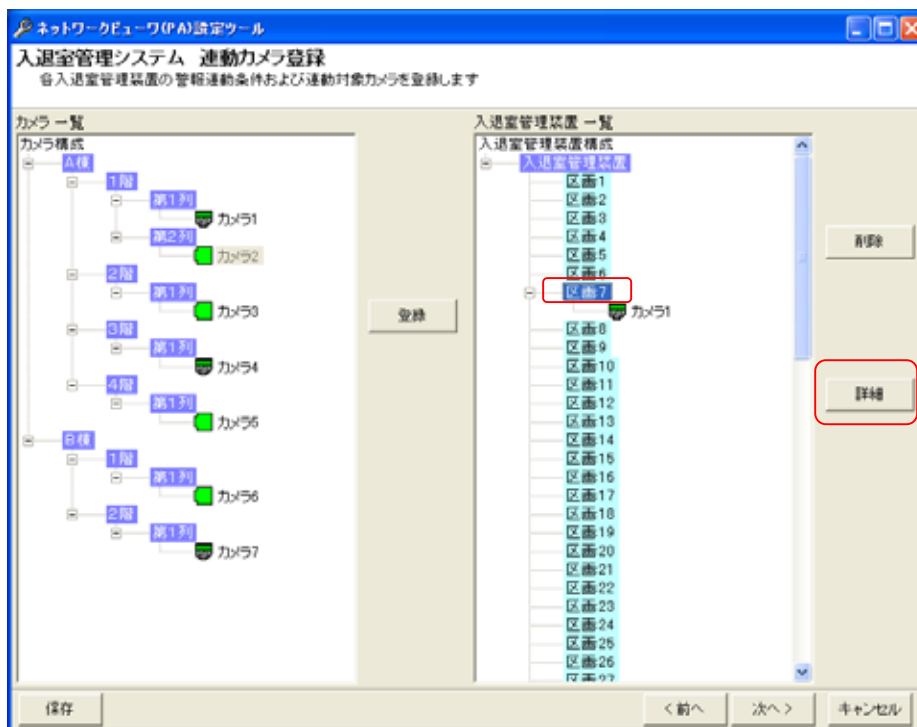 ネットワークビューワ(PA)設定ツール
入退室管理システム 連動カメラ登録
各入退室管理装置の警報連動条件および連動対象カメラを登録します
カメラ一覧
カメラ構成
A棟
1階
第1列
カメラ1
第2列
カメラ2
2階
第1列
カメラ3
3階
第1列
カメラ4
4階
第1列
カメラ5
B棟
1階
第1列
カメラ6
2階
第1列
カメラ7
登録
入退室管理装置 一覧
入退室管理装置構成
入退室管理装置
区画1
区画2
区画3
区画4
区画5
区画6
区画7
カメラ1
区画8
区画9
区画10
区画11
区画12
区画13
区画14
区画15
区画16
区画17
区画18
区画19
区画20
区画21
区画22
区画23
区画24
区画25
区画26
区画27
削除
詳細
保存
<前へ
次へ>
キャンセル